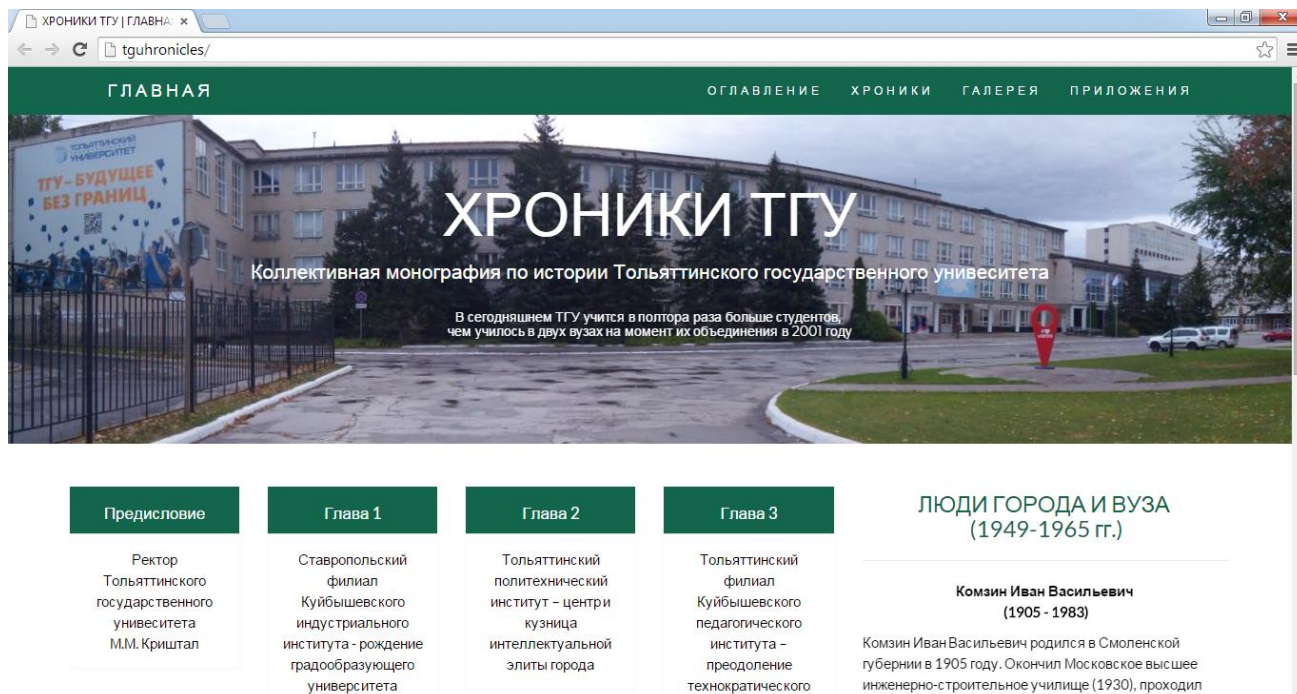 ХРОНИКИ ТГУ | ГЛАВНА
tguhronicles/
ГЛАВНАЯ
ОГЛАВЛЕНИЕ ХРОНИКИ ГАЛЕРЕЯ ПРИЛОЖЕНИЯ
ТОЛЬЯТТИНСКИЙ
УНИВЕРСИТЕТ
ТГУ – БУДУЩЕЕ
БЕЗ ГРАНИЦ
ХРОНИКИ ТГУ
Коллективная монография по истории Тольяттинского государственного унивеситета
В сегодняшнем ТГУ учится в полтора раза больше студентов,
чем училось в двух вузах на момент их объединения в 2001 году
Предисловие
Ректор
Тольяттинского
государственного
унивеситета
М.М. Криштал
Глава 1
Ставропольский
филиал
Куйбышевского
индустриального
института - рождение
градообразующего
университета
Глава 2
Тольяттинский
политехнический
институт – центр и
кузница
интеллектуальной
элиты города
Глава 3
Тольяттинский
филиал
Куйбышевского
педагогического
института –
преодоление
технократического
ЛЮДИ ГОРОДА И ВУЗА
(1949-1965 гг.)
Комзин Иван Васильевич
(1905 - 1983)
Комзин Иван Васильевич родился в Смоленской
губернии в 1905 году. Окончил Московское высшее
инженерно-строительное училище (1930), проходил